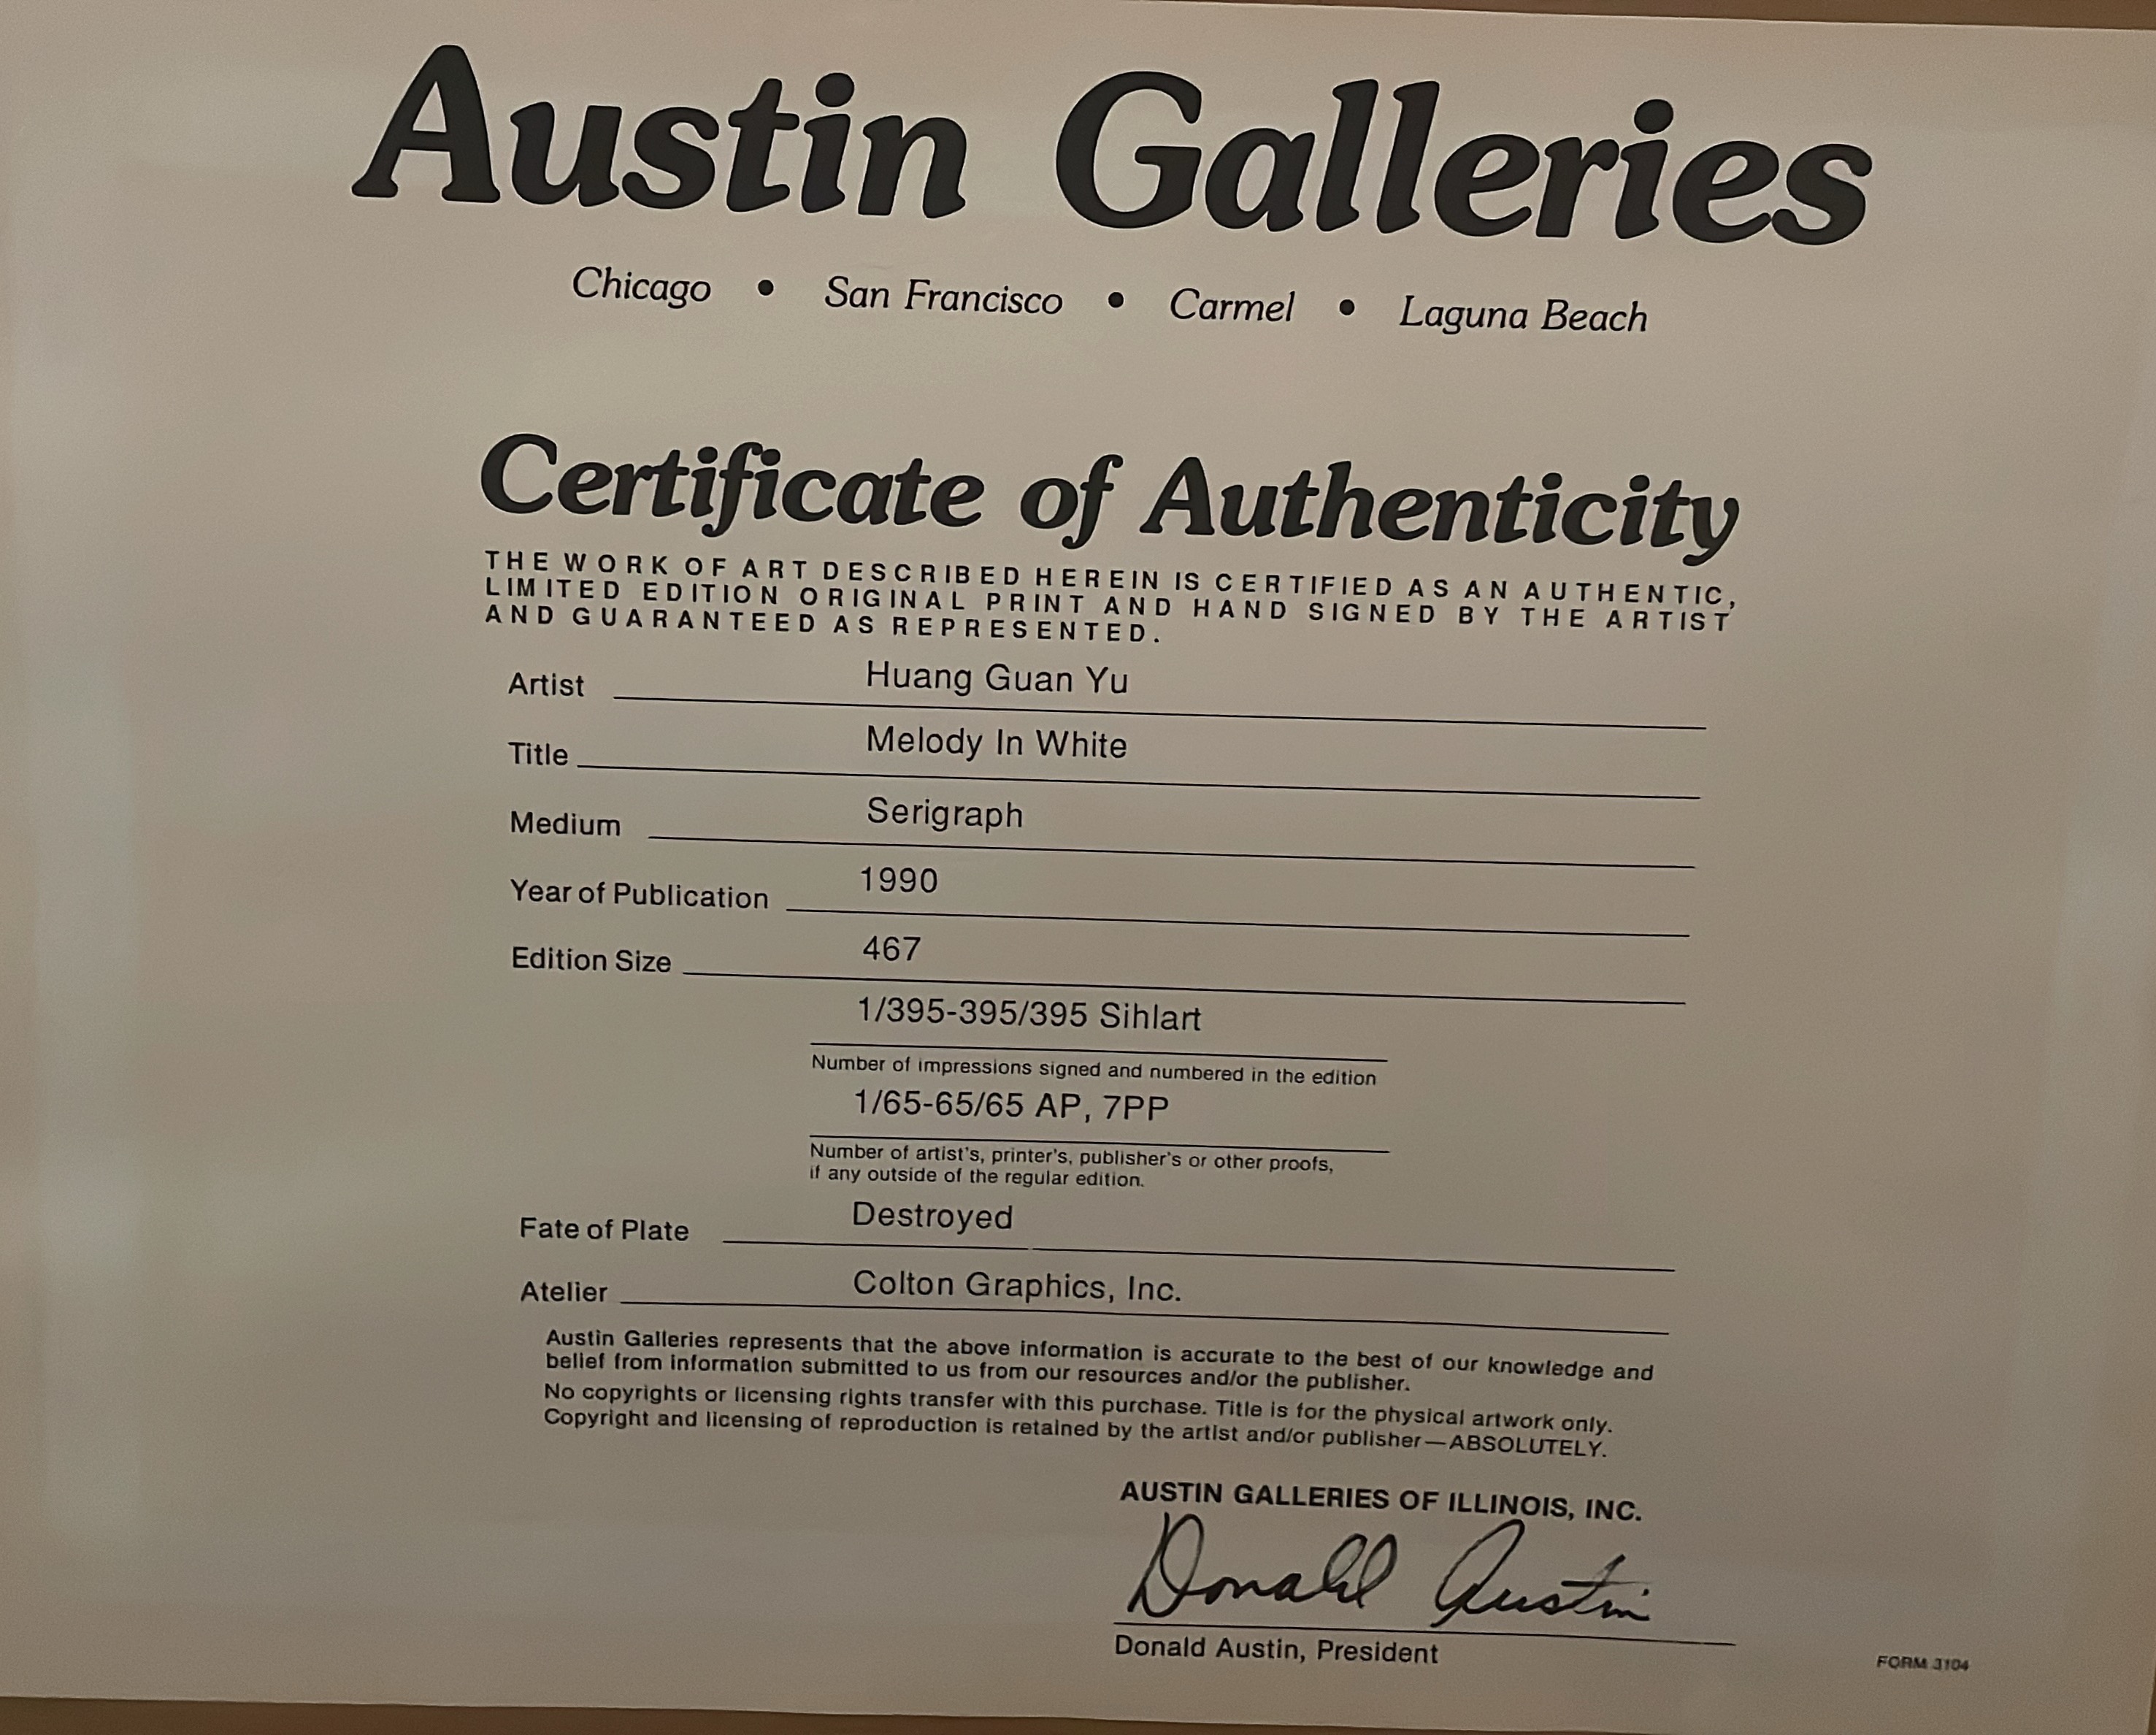 Austin Galleries
Chicago • San Francisco • Carmel • Laguna Beach
Certificate of Authenticity
THE WORK OF ART DESCRIBED HEREIN IS CERTIFIED AS AN AUTHENTIC,
LIMITED EDITION ORIGINAL PRINT AND HAND SIGNED BY THE ARTIST
AND GUARANTEED AS REPRESENTED.
Artist Huang Guan Yu
Title Melody In White
Medium Serigraph
Year of Publication 1990
Edition Size 467
1/395-395/395 Sihlart
Number of impressions signed and numbered in the edition
1/65-65/65 AP, 7PP
Number of artist's, printer's, publisher's or other proofs,
if any outside of the regular edition.
Fate of Plate Destroyed
Atelier Colton Graphics, Inc.
Austin Galleries represents that the above information is accurate to the best of our knowledge and
belief from information submitted to us from our resources and/or the publisher.
No copyrights or licensing rights transfer with this purchase. Title is for the physical artwork only.
Copyright and licensing of reproduction is retained by the artist and/or publisher—ABSOLUTELY.
AUSTIN GALLERIES OF ILLINOIS, INC.
Donald Austin
Donald Austin, President
FORM 3104